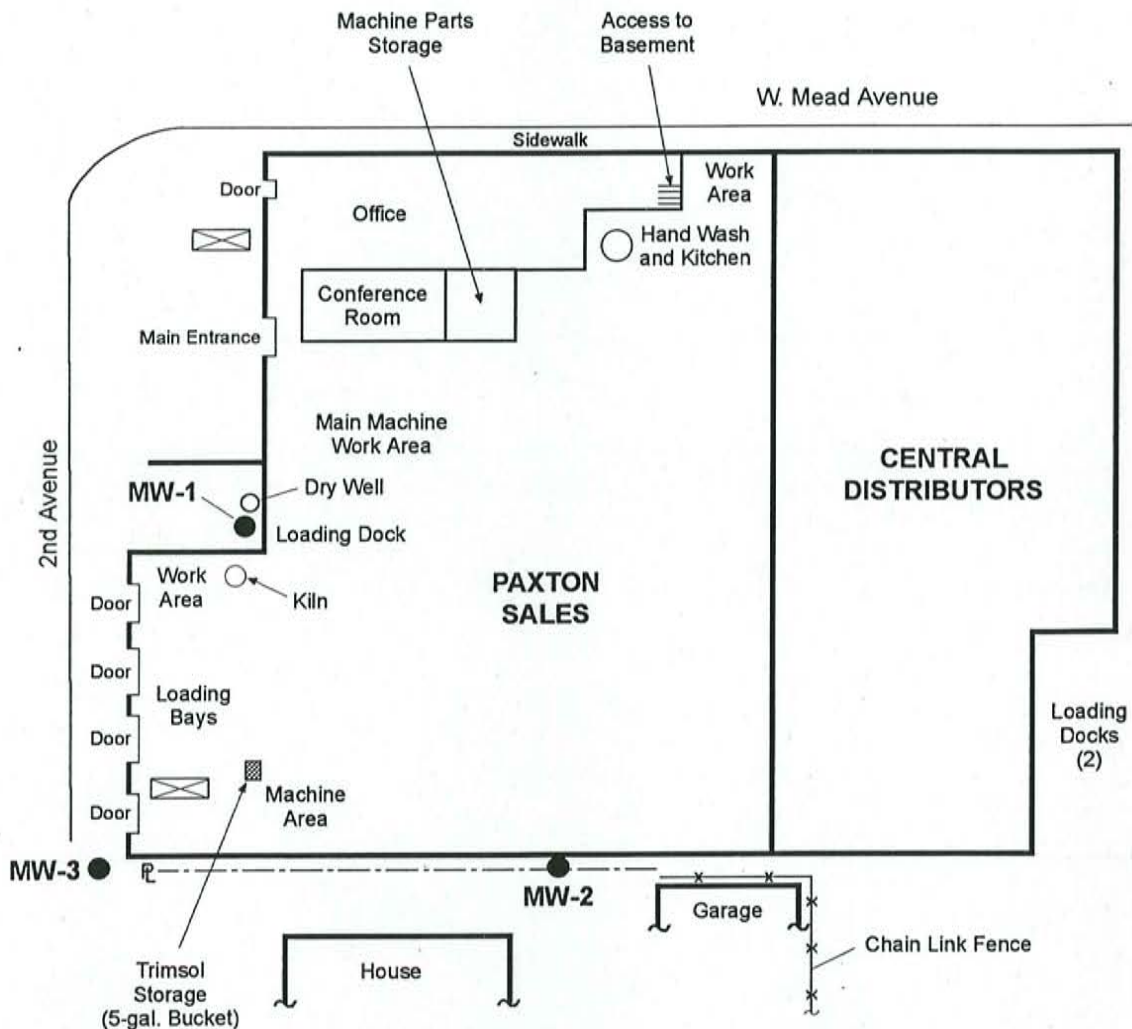 Machine Parts
Storage
Access to
Basement
W. Mead Avenue
Sidewalk
Door
Office
Work
Area
Hand Wash
and Kitchen
Conference
Room
Main Entrance
Main Machine
Work Area
2nd Avenue
CENTRAL
DISTRIBUTORS
MW-1
Dry Well
Loading Dock
Work
Area
Kiln
PAXTON
SALES
Door
Door
Loading
Bays
Door
Loading
Docks
(2)
Door
Machine
Area
MW-3
PL
MW-2
Garage
House
Chain Link Fence
Trimsol
Storage
(5-gal. Bucket)